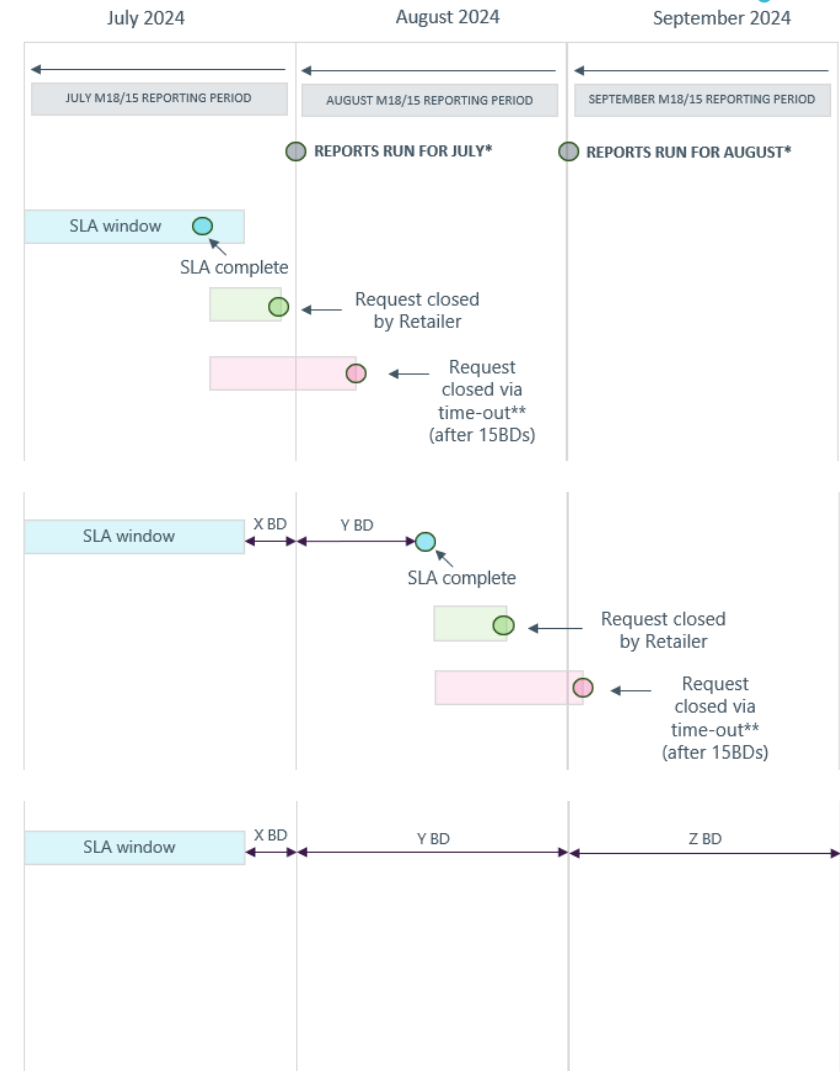 July 2024
August 2024
September 2024
JULY M18/15 REPORTING PERIOD
AUGUST M18/15 REPORTING PERIOD
SEPTEMBER M18/15 REPORTING PERIOD
REPORTS RUN FOR JULY*
REPORTS RUN FOR AUGUST*
SLA window
SLA complete
Request closed
by Retailer
Request
closed via
time-out**
(after 15BDs)
SLA window
X BD
Y BD
SLA complete
Request closed
by Retailer
Request
closed via
time-out**
(after 15BDs)
SLA window
X BD
Y BD
Z BD